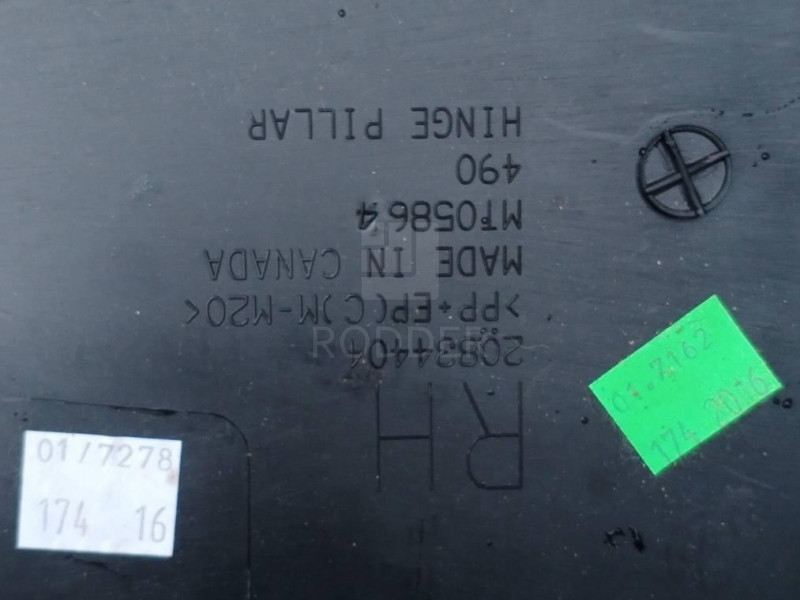 RH
20834404
>PP+EP(C)M-M20<
MADE IN CANADA
MT05864
490
HINGE PILLAR
01/7278
174 16
01.7162
174 2016